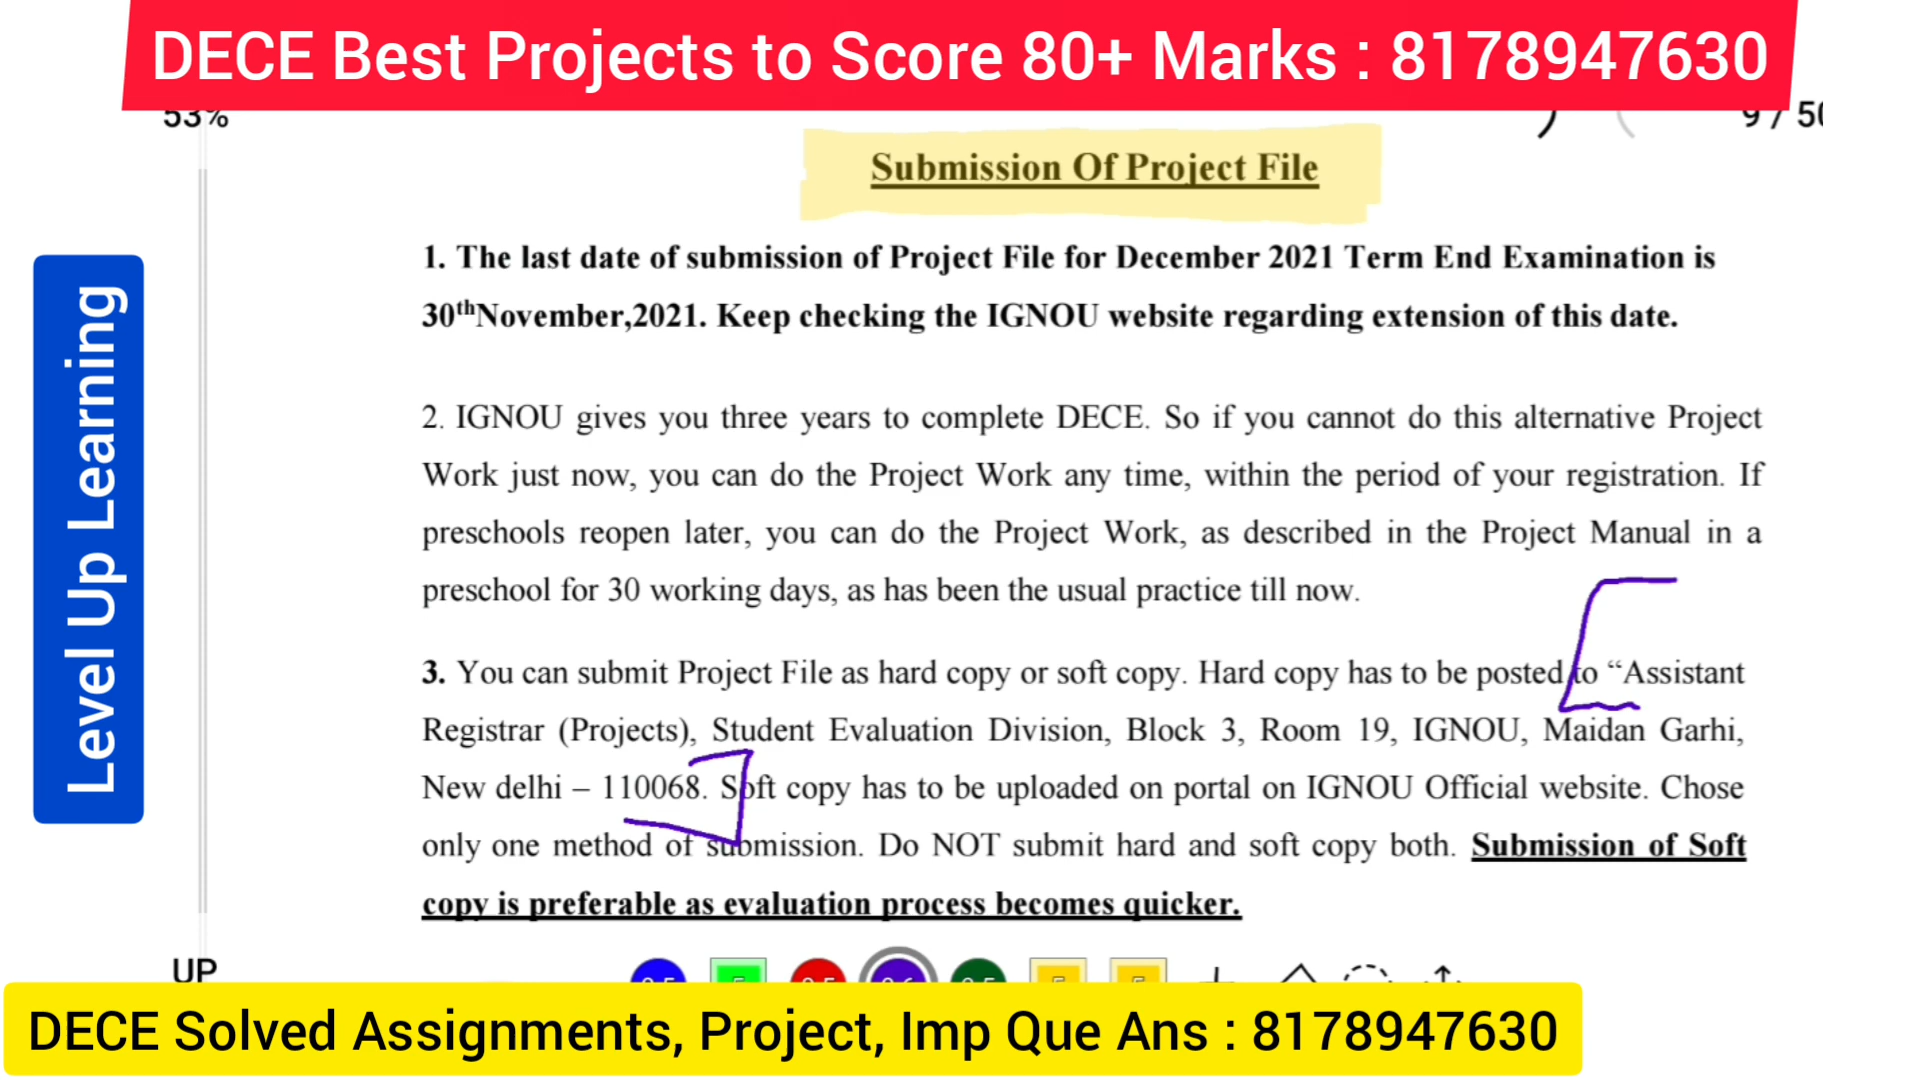 DECE Best Projects to Score 80+ Marks : 8178947630
53%
9 / 50
Submission Of Project File
1. The last date of submission of Project File for December 2021 Term End Examination is
30thNovember,2021. Keep checking the IGNOU website regarding extension of this date.
2. IGNOU gives you three years to complete DECE. So if you cannot do this alternative Project
Work just now, you can do the Project Work any time, within the period of your registration. If
preschools reopen later, you can do the Project Work, as described in the Project Manual in a
preschool for 30 working days, as has been the usual practice till now.
3. You can submit Project File as hard copy or soft copy. Hard copy has to be posted to “Assistant
Registrar (Projects), Student Evaluation Division, Block 3, Room 19, IGNOU, Maidan Garhi,
New delhi – 110068. Soft copy has to be uploaded on portal on IGNOU Official website. Chose
only one method of submission. Do NOT submit hard and soft copy both. Submission of Soft
copy is preferable as evaluation process becomes quicker.
Level Up Learning
UP
DECE Solved Assignments, Project, Imp Que Ans : 8178947630